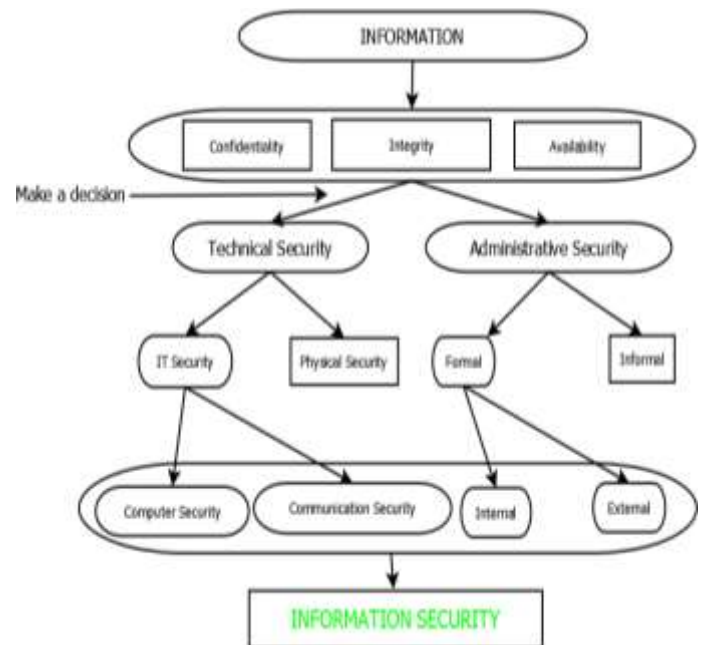 INFORMATION
Confidentiality
Integrity
Availability
Make a decision
Technical Security
Administrative Security
IT Security
Physical Security
Formal
Informal
Computer Security
Communication Security
Internal
External
INFORMATION SECURITY